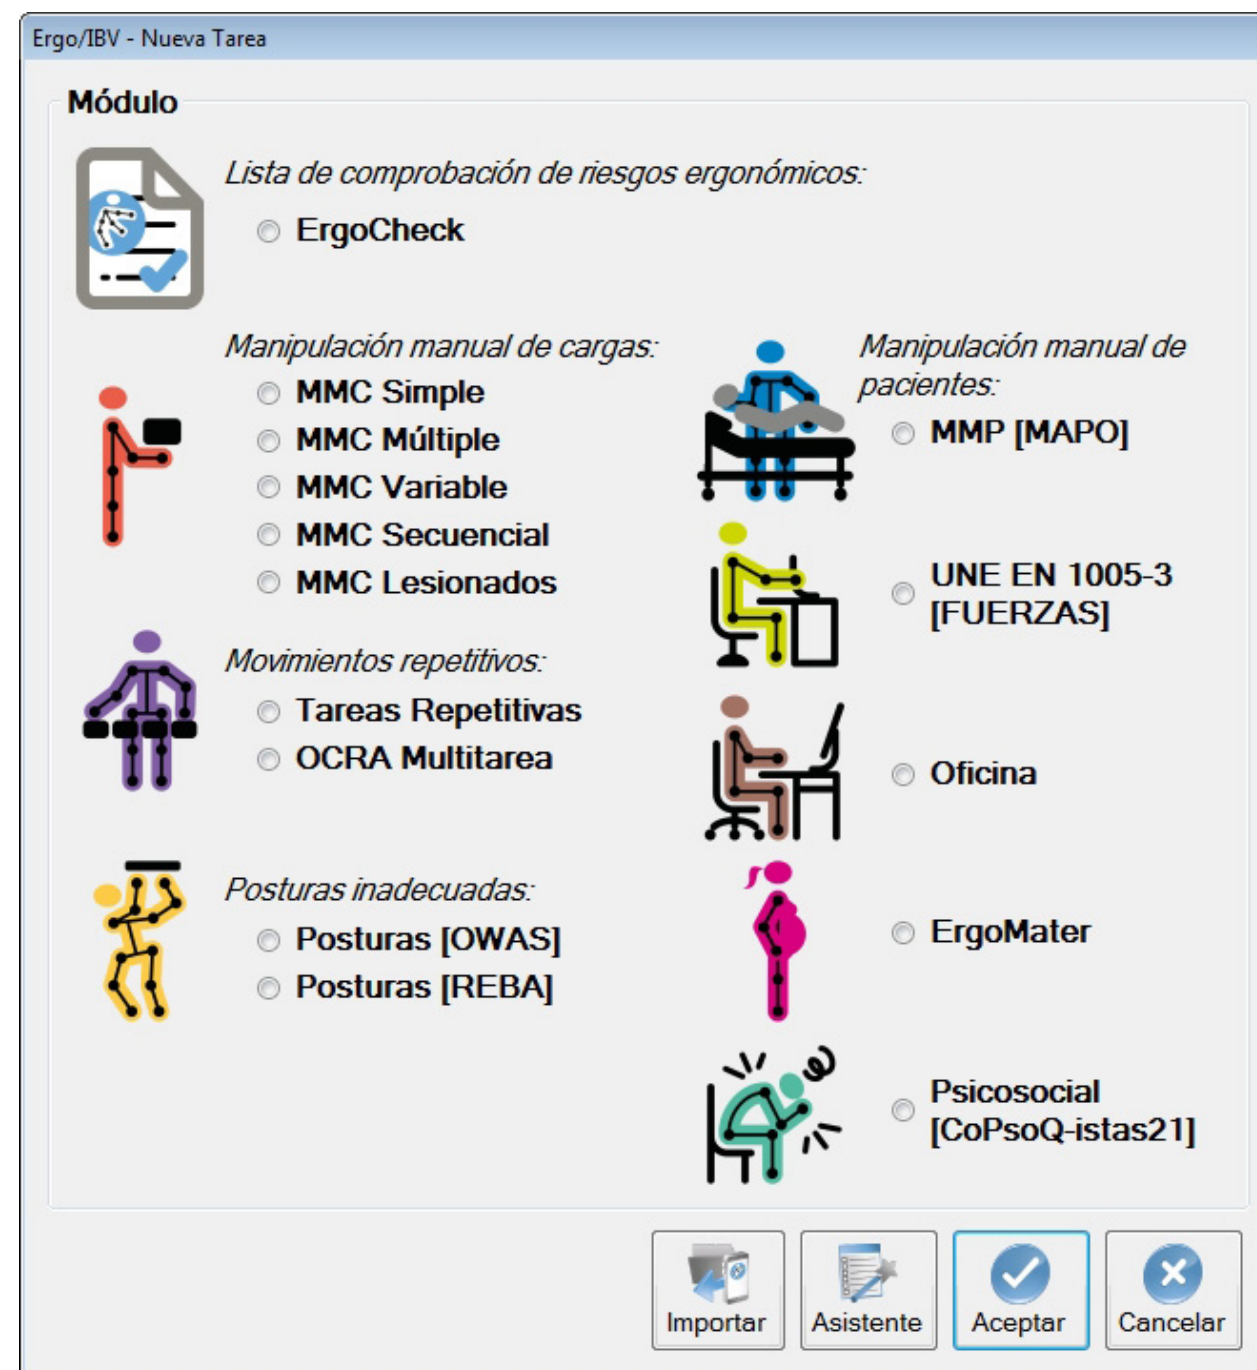 Ergo/IBV - Nueva Tarea
Módulo
Lista de comprobación de riesgos ergonómicos:
ErgoCheck
Manipulación manual de cargas:
MMC Simple
MMC Múltiple
MMC Variable
MMC Secuencial
MMC Lesionados
Movimientos repetitivos:
Tareas Repetitivas
OCRA Multitarea
Posturas inadecuadas:
Posturas [OWAS]
Posturas [REBA]
Manipulación manual de
pacientes:
MMP [MAPO]
UNE EN 1005-3
[FUERZAS]
Oficina
ErgoMater
Psicosocial
[CoPsoQ-istas21]
Importar
Asistente
Aceptar
Cancelar